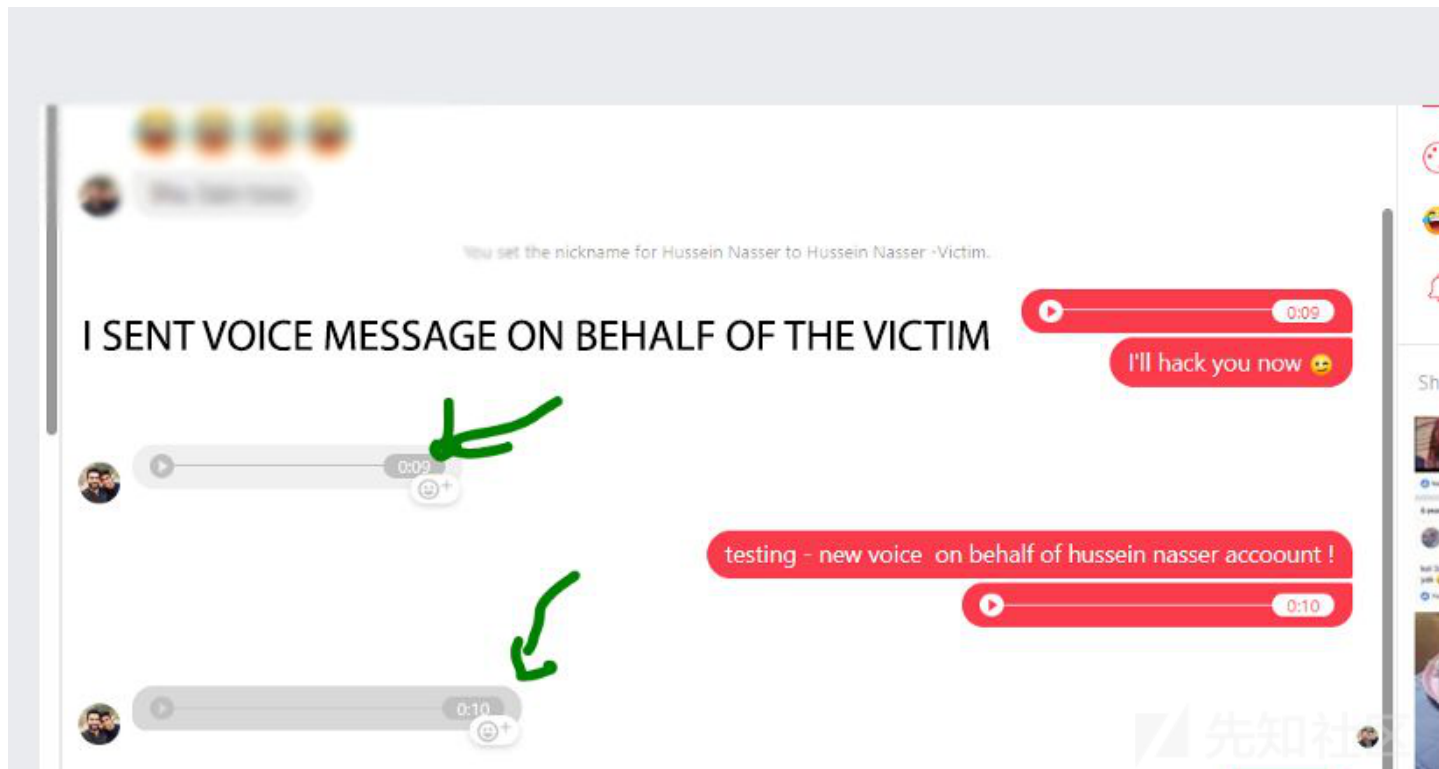 You set the nickname for Hussein Nasser to Hussein Nasser -Victim.
0:09
I SENT VOICE MESSAGE ON BEHALF OF THE VICTIM
I'll hack you now 😉
0:09
testing - new voice  on behalf of hussein nasser accoount !
0:10
0:10
Sh
先知社区